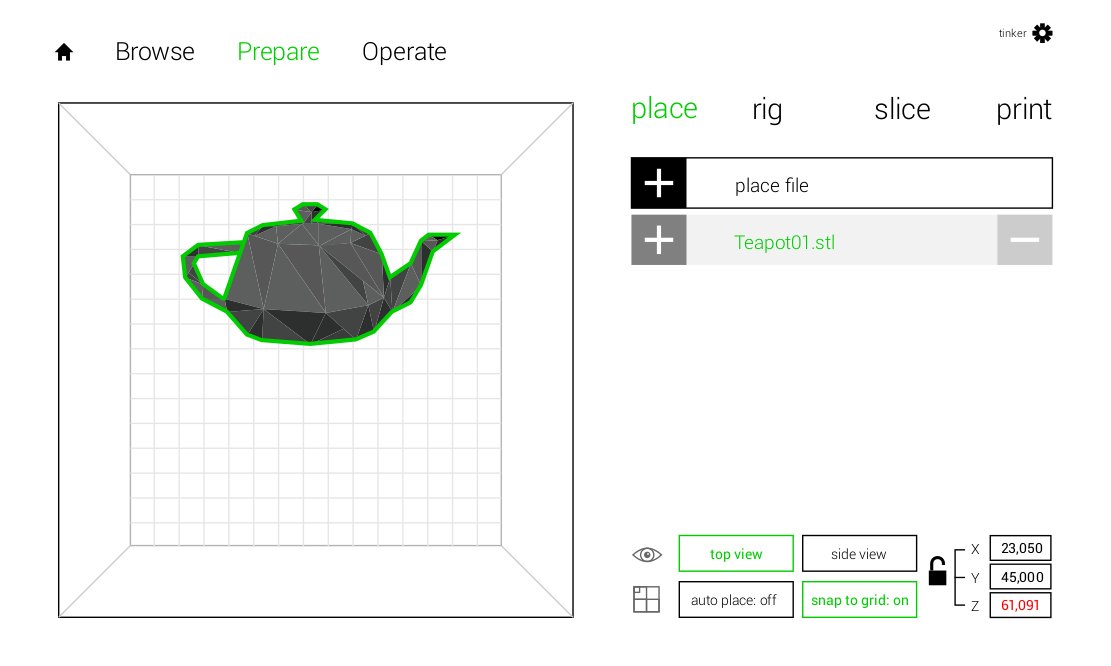 tinker
Browse Prepare Operate
place rig slice print
place file
Teapot01.stl
top view side view
auto place: off snap to grid: on
X 23,050
Y 45,000
Z 61,091